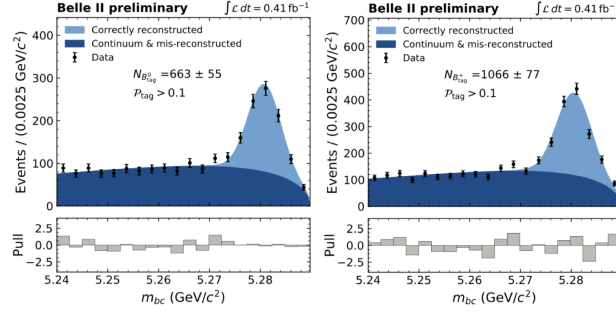 Belle II preliminary ∫ L dt = 0.41 fb⁻¹
Correctly reconstructed
Continuum & mis-reconstructed
Data
N_{B⁰_tag} =663 ± 55
P_tag > 0.1
Events / (0.0025 GeV/c²)
400
300
200
100
0
Pull
2.5
0.0
−2.5
5.24 5.25 5.26 5.27 5.28
m_bc (GeV/c²)
Belle II preliminary ∫ L dt = 0.41 fb⁻¹
Correctly reconstructed
Continuum & mis-reconstructed
Data
N_{B⁺_tag} =1066 ± 77
P_tag > 0.1
Events / (0.0025 GeV/c²)
700
600
500
400
300
200
100
0
Pull
2.5
0.0
−2.5
5.24 5.25 5.26 5.27 5.28
m_bc (GeV/c²)